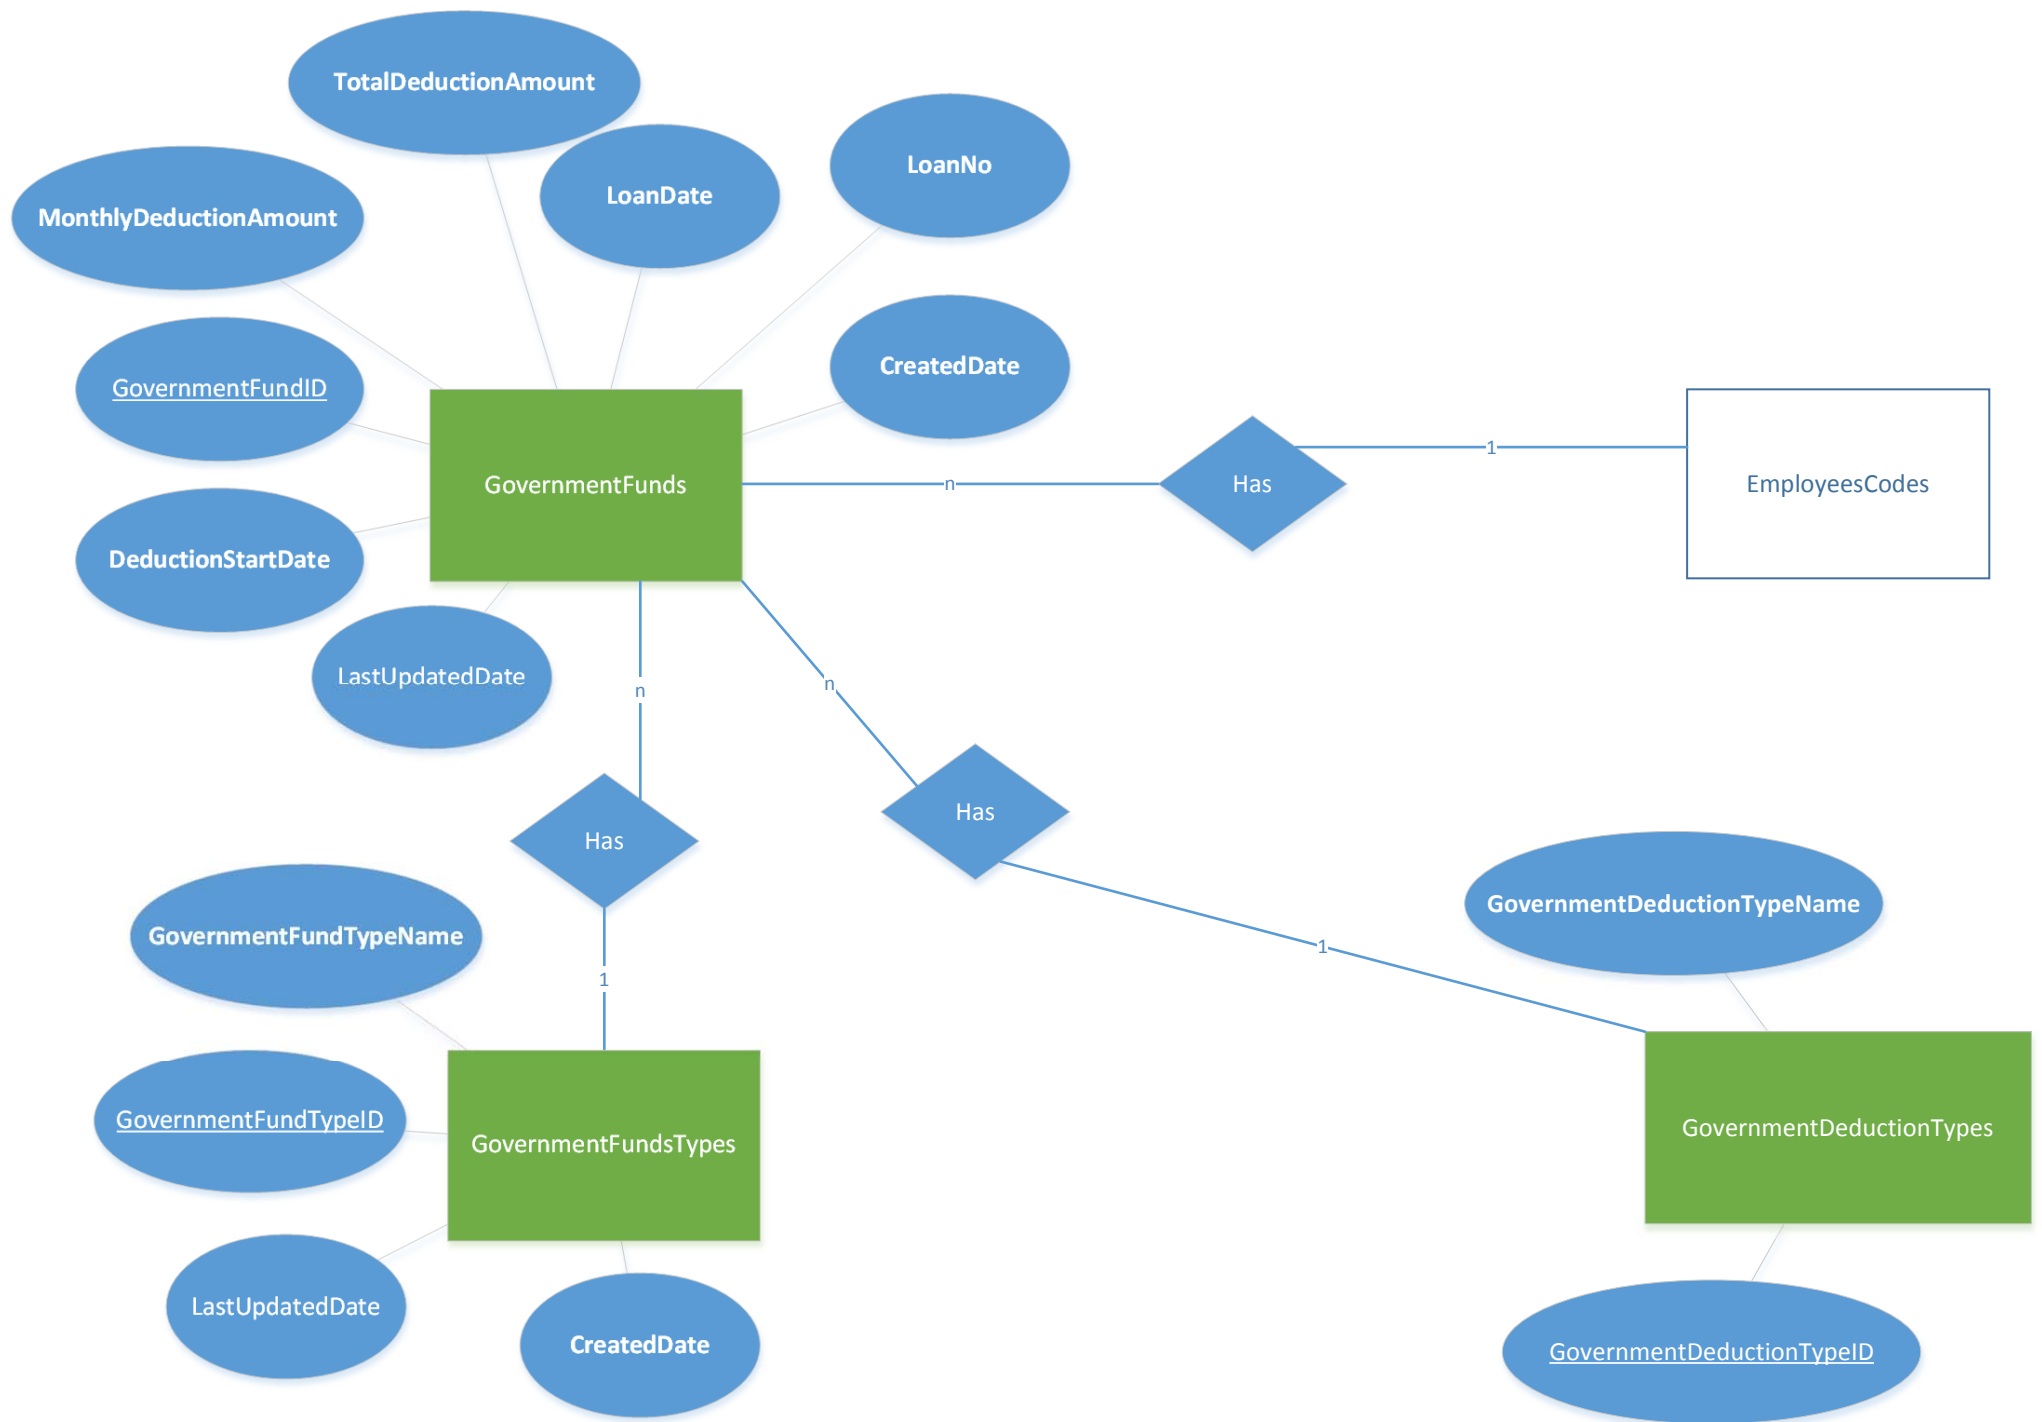 TotalDeductionAmount
LoanNo
LoanDate
MonthlyDeductionAmount
CreatedDate
GovernmentFundID
GovernmentFunds
n
Has
1
EmployeesCodes
DeductionStartDate
LastUpdatedDate
n
n
Has
Has
GovernmentDeductionTypeName
GovernmentFundTypeName
1
1
GovernmentFundTypeID
GovernmentFundsTypes
GovernmentDeductionTypes
LastUpdatedDate
CreatedDate
GovernmentDeductionTypeID